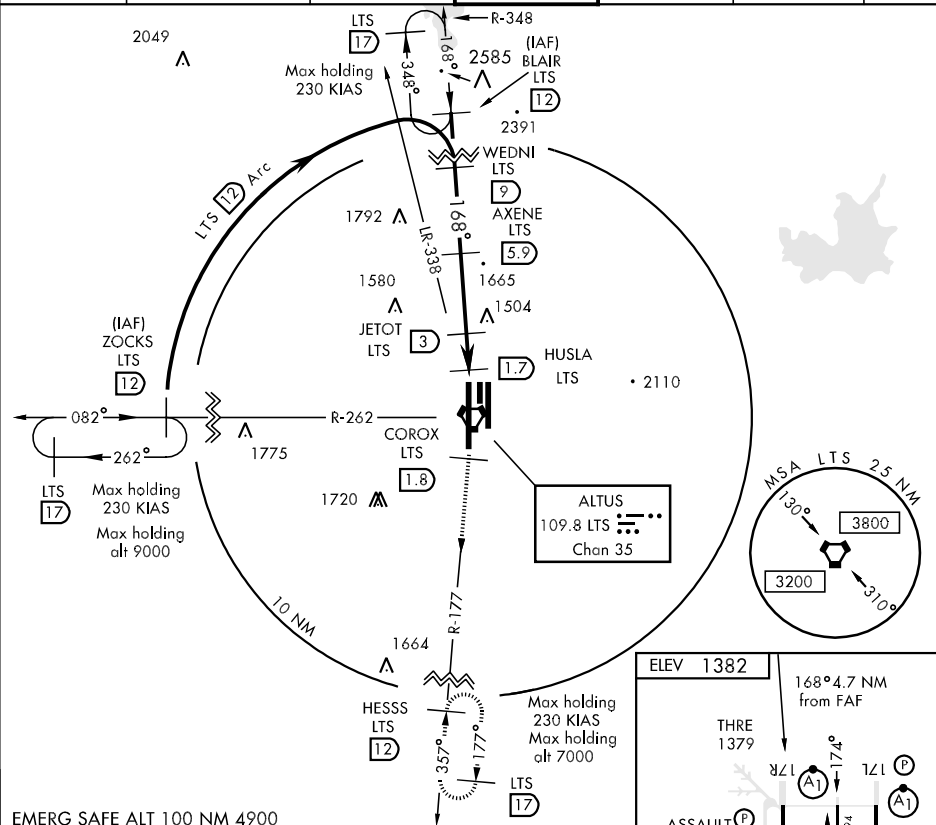 2049
LTS
17
R-348
168°
348°
2585
(IAF)
BLAIR
LTS
12
Max holding
230 KIAS
2391
WEDNI
LTS
9
LTS 12 Arc
168°
AXENE
LTS
5.9
1792
LR-338
1665
1580
1504
JETOT
LTS
3
(IAF)
ZOCKS
LTS
12
1.7
HUSLA
LTS
2110
082°
R-262
262°
1775
COROX
LTS
1.8
LTS
17
Max holding
230 KIAS
Max holding
alt 9000
1720
ALTUS
109.8 LTS
Chan 35
MSA LTS 25 NM
130°
3800
3200
310°
R-177
10 NM
1664
HESSS
LTS
12
357°
177°
Max holding
230 KIAS
Max holding
alt 7000
LTS
17
ELEV 1382
168° 4.7 NM
from FAF
THRE
1379
174°
17R
17L
P
A1
A1
ASSAULT P
EMERG SAFE ALT 100 NM 4900